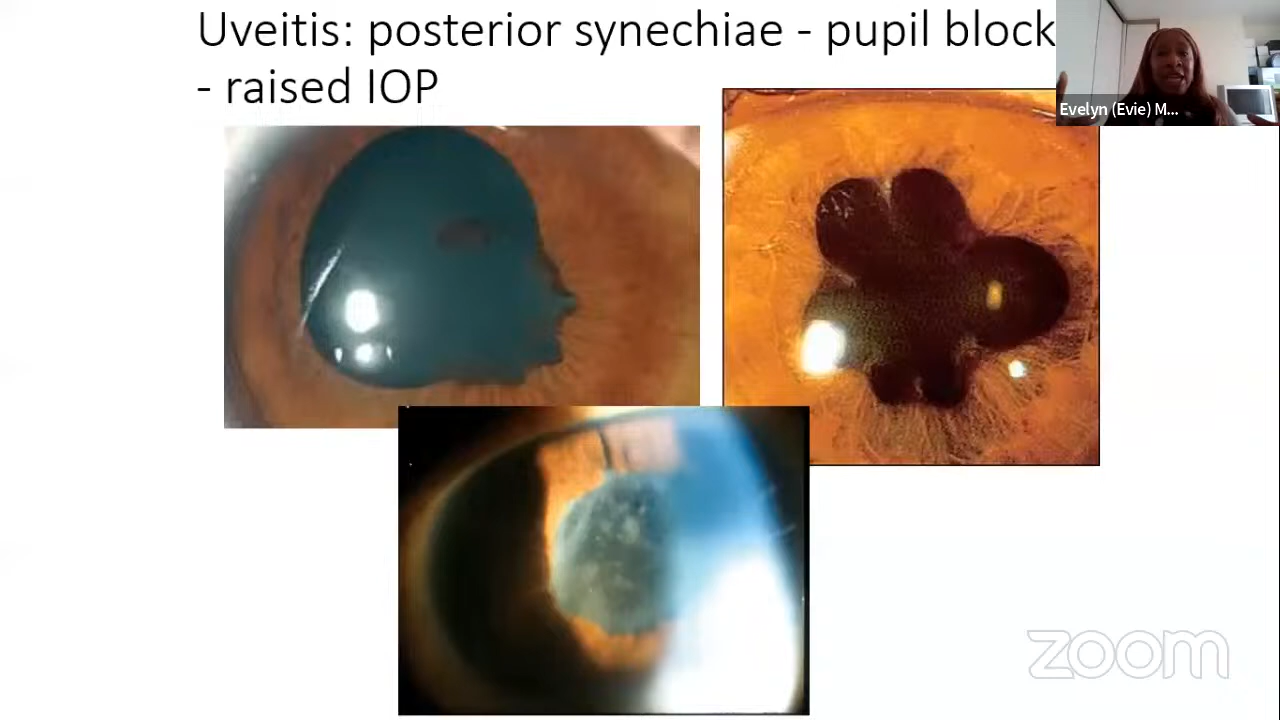 Uveitis: posterior synechiae - pupil block
- raised IOP
Evelyn (Evie) M...
zoom